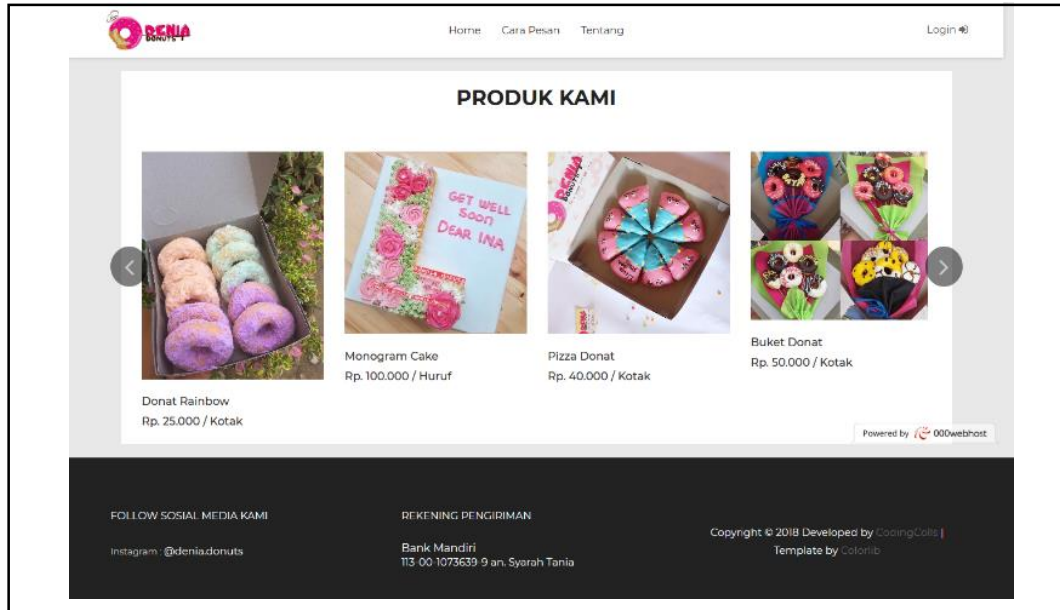 DENIA
DONUTS
Home Cara Pesan Tentang
Login
PRODUK KAMI
GET WELL
SOON
DEAR INA
DENIA
DONUTS
Donat Rainbow
Rp. 25.000 / Kotak
Monogram Cake
Rp. 100.000 / Huruf
Pizza Donat
Rp. 40.000 / Kotak
Buket Donat
Rp. 50.000 / Kotak
Powered by 000webhost
FOLLOW SOSIAL MEDIA KAMI
Instagram : @denia.donuts
REKENING PENGIRIMAN
Bank Mandiri
113-00-1073639-9 an. Syarah Tania
Copyright © 2018 Developed by CodingColls |
Template by Colorlib